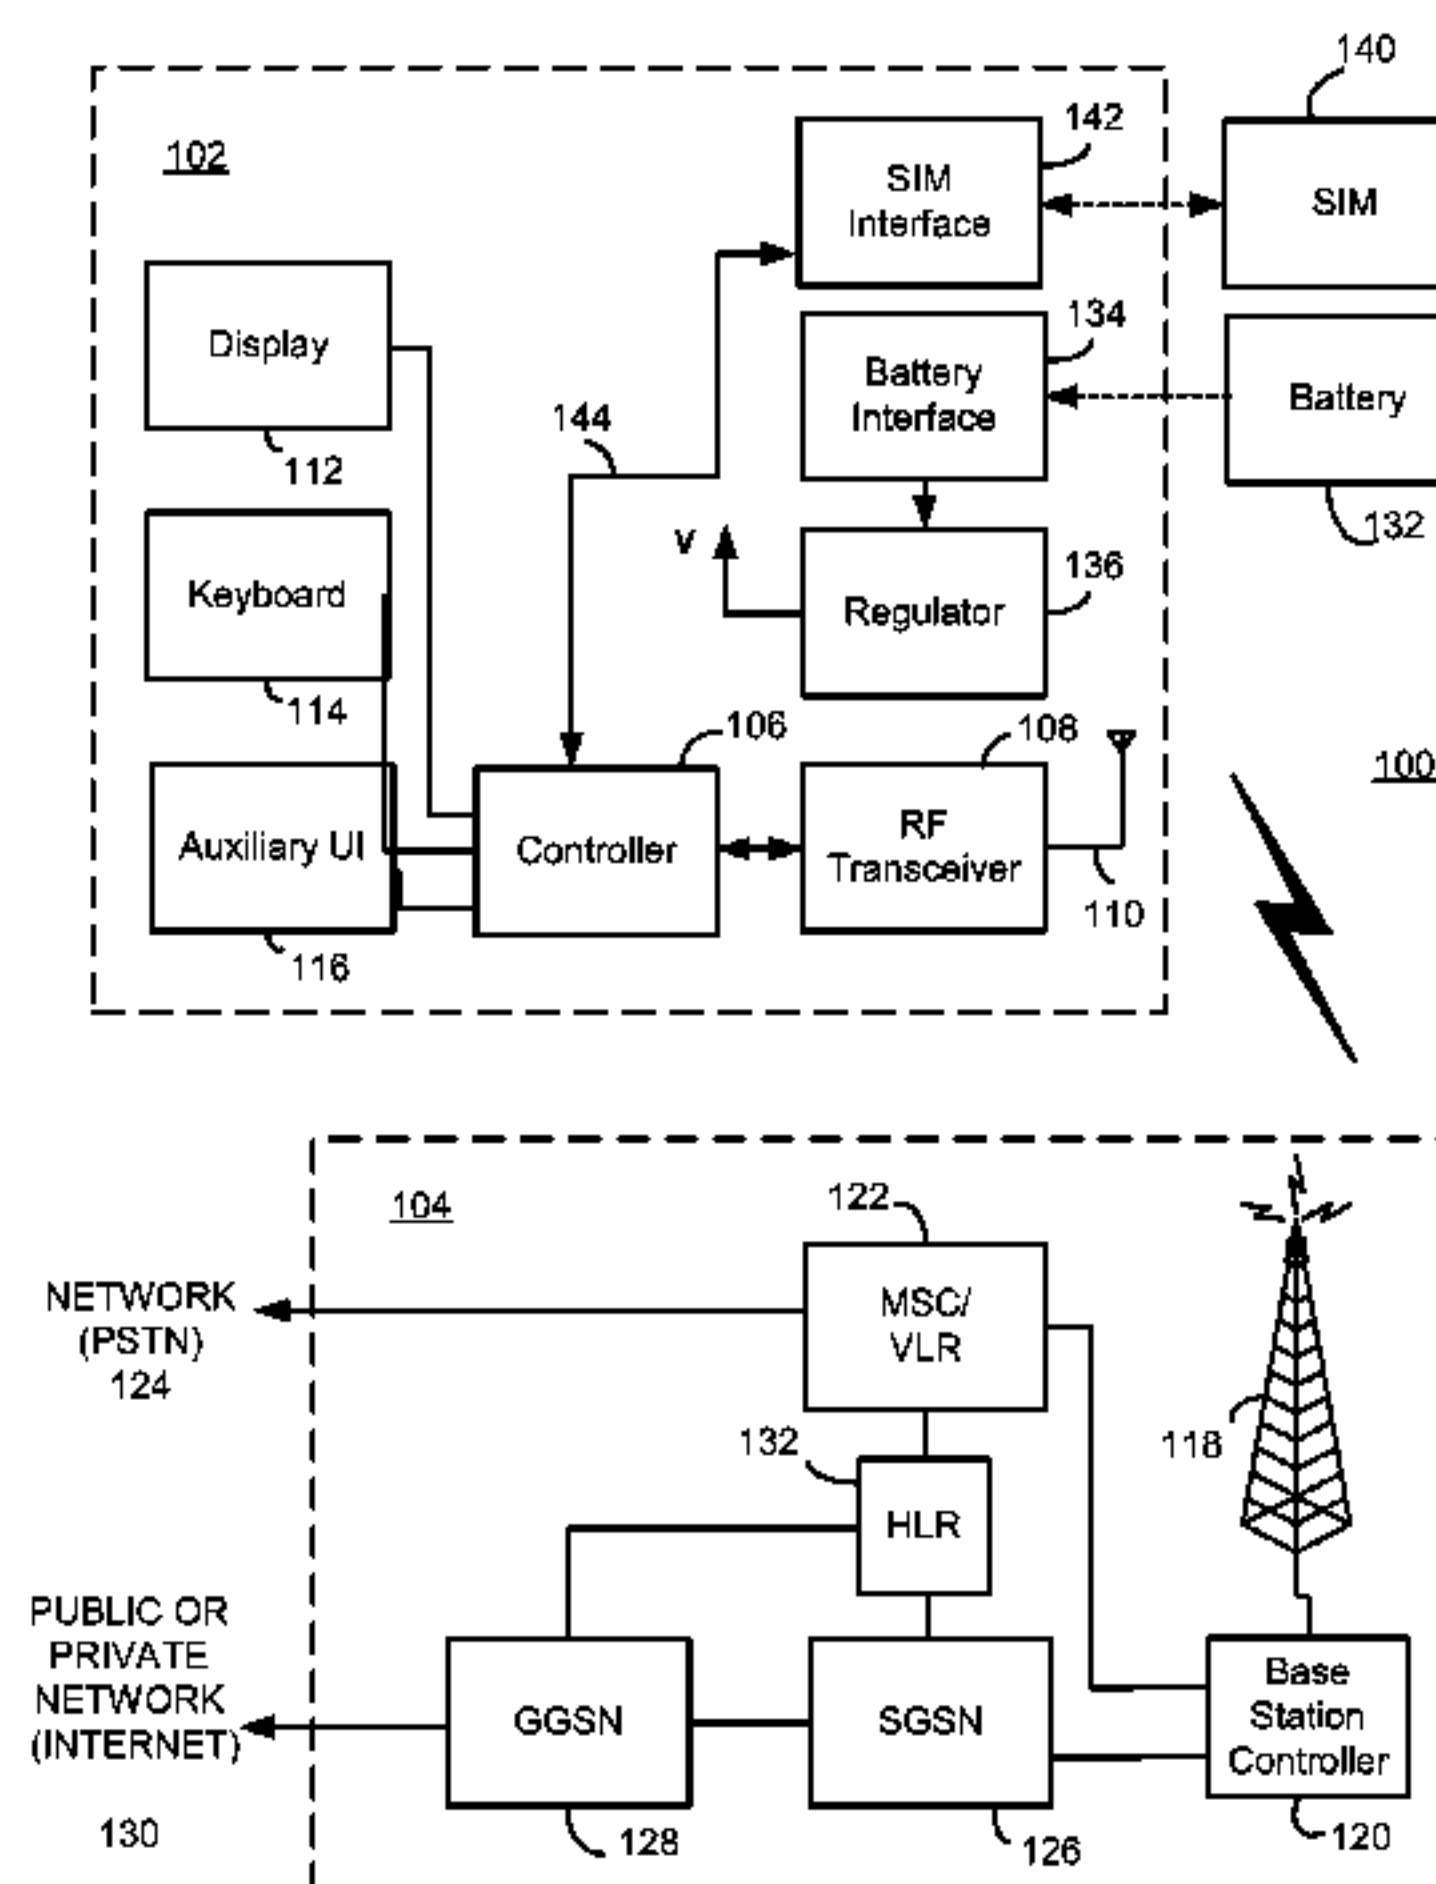 140
142
102
SIM
Interface
SIM
134
Display
Battery
Interface
Battery
144
112
132
V
136
Keyboard
Regulator
114
106
108
100
RF
Transceiver
Auxiliary UI
Controller
110
116
122
104
NETWORK
(PSTN)
124
MSC/
VLR
132
118
HLR
PUBLIC OR
PRIVATE
NETWORK
(INTERNET)
Base
Station
Controller
GGSN
SGSN
130
128
126
120